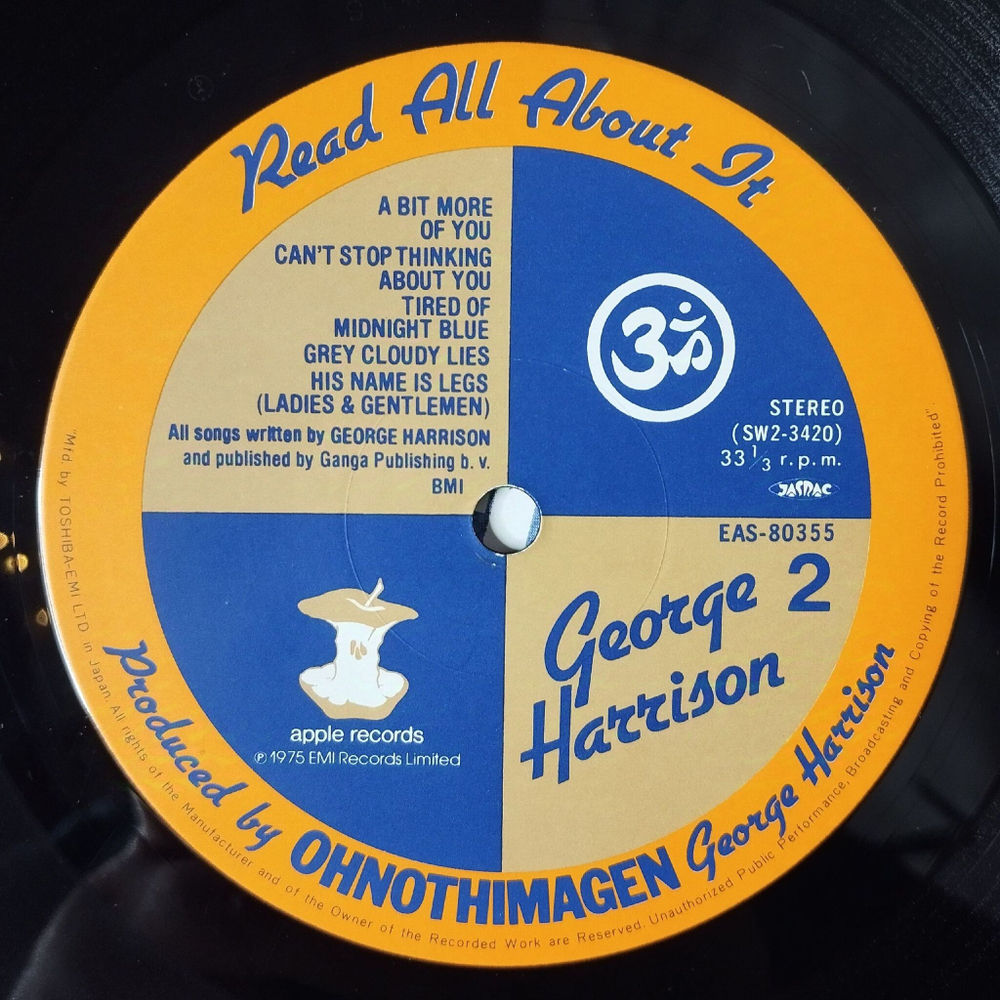 Read All About It
A BIT MORE
OF YOU
CAN'T STOP THINKING
ABOUT YOU
TIRED OF
MIDNIGHT BLUE
GREY CLOUDY LIES
HIS NAME IS LEGS
(LADIES & GENTLEMEN)
All songs written by GEORGE HARRISON
and published by Ganga Publishing b. v.
BMI
ॐ
STEREO
(SW2-3420)
33 1/3 r.p.m.
JASRAC
EAS-80355
George 2
Harrison
apple records
℗ 1975 EMI Records Limited
Produced by OHNOTHIMAGEN George Harrison
"Mfd by TOSHIBA-EMI LTD in Japan. All rights of the Manufacturer and of the Owner of the Recorded Work are Reserved. Unauthorized Public Performance, Broadcasting and Copying of the Record Prohibited".